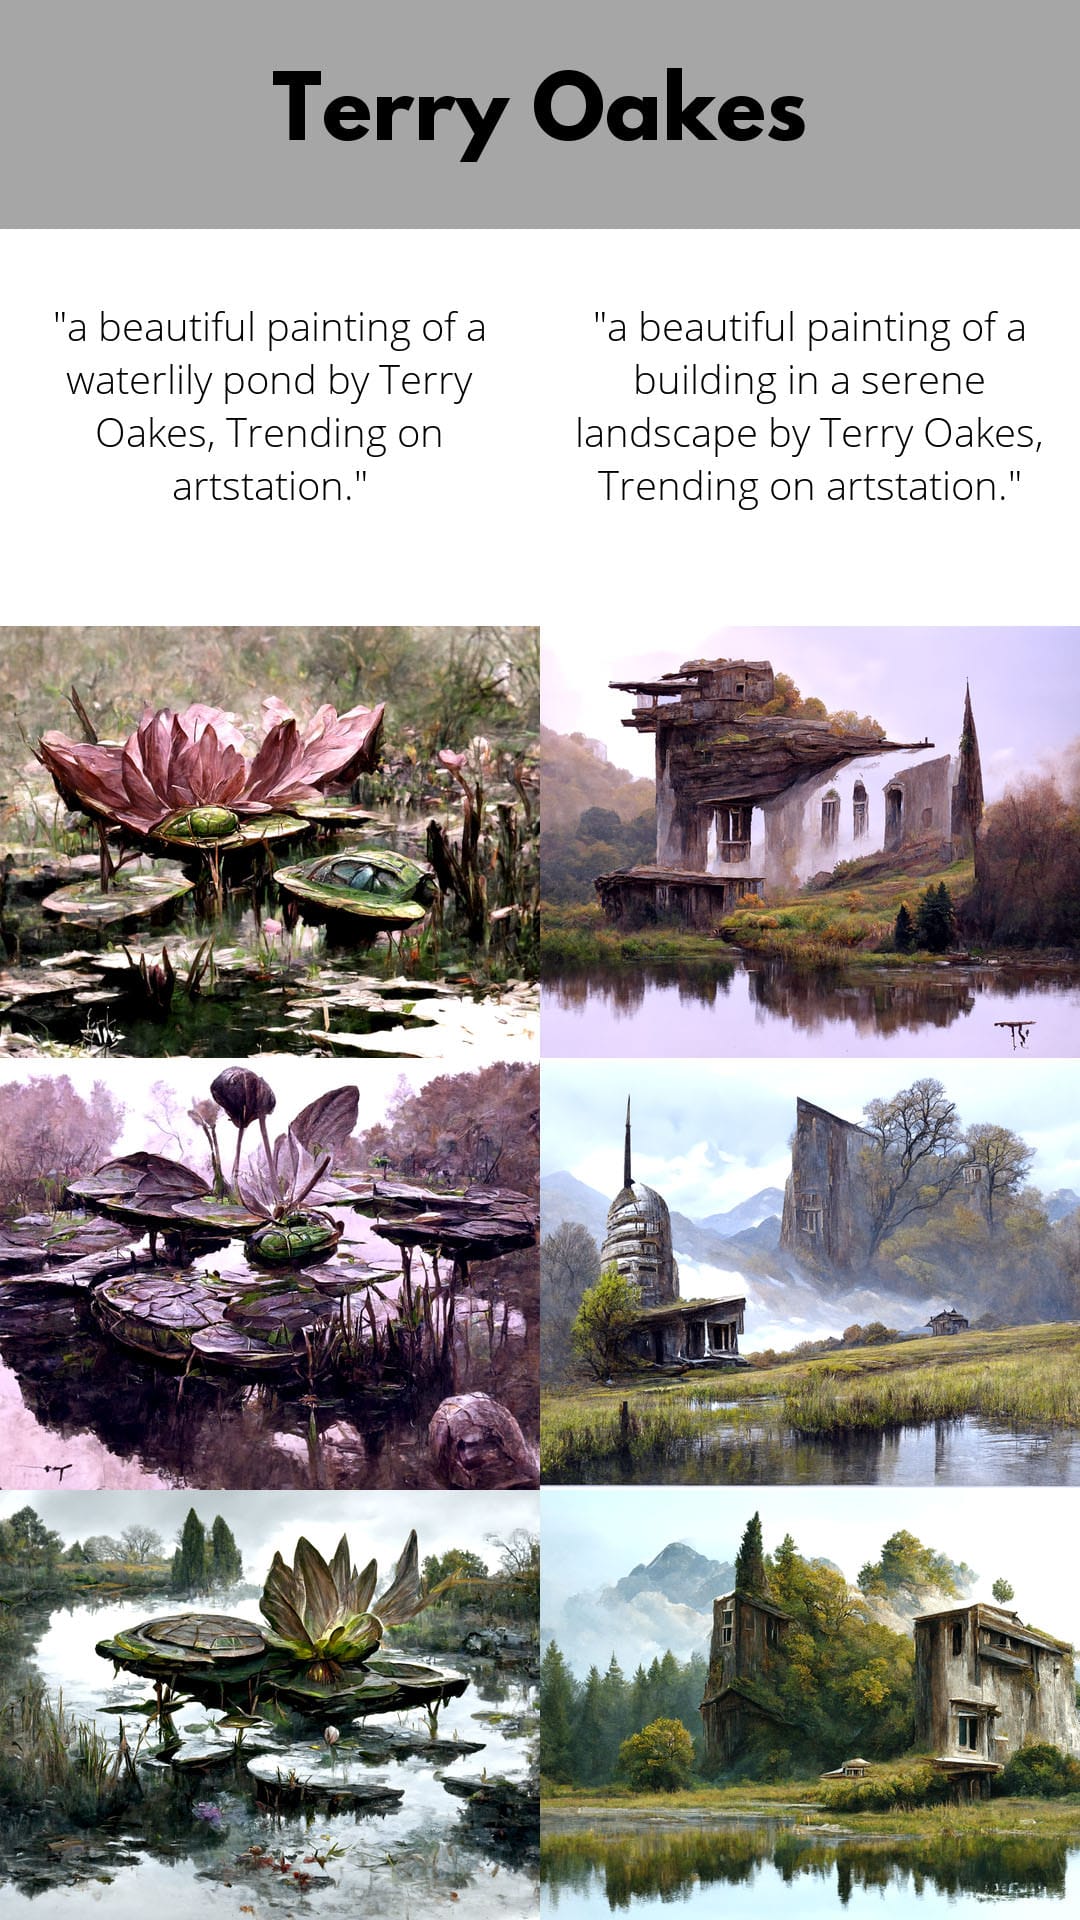 Terry Oakes
"a beautiful painting of a
waterlily pond by Terry
Oakes, Trending on
artstation."
"a beautiful painting of a
building in a serene
landscape by Terry Oakes,
Trending on artstation."